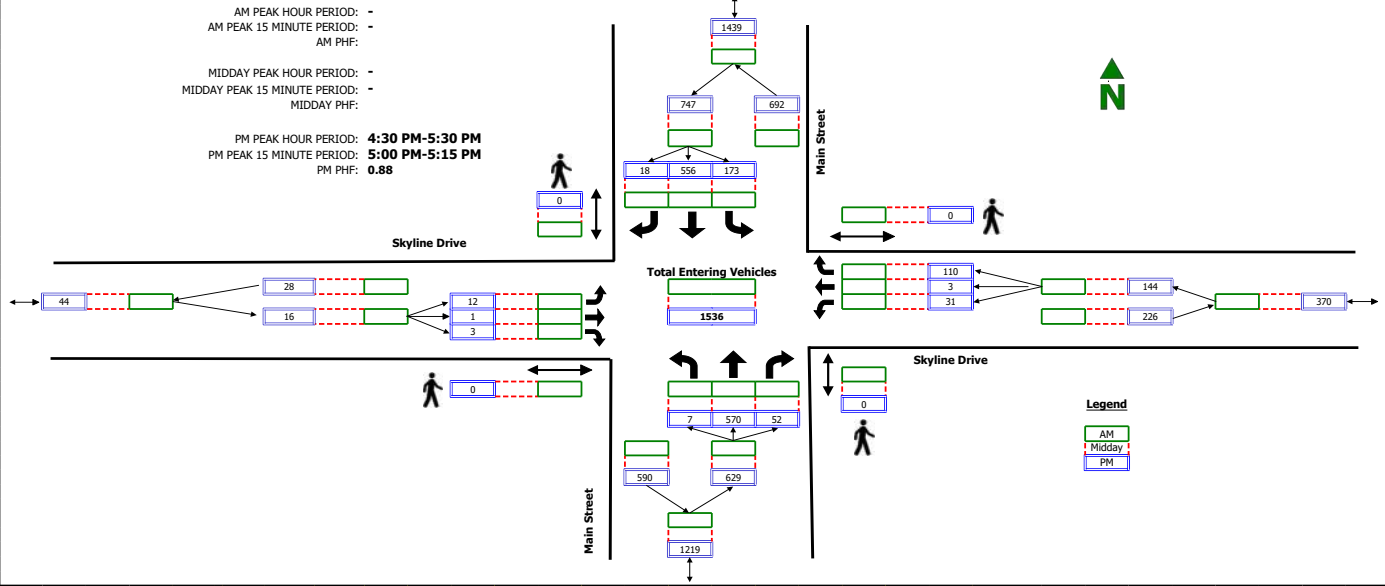 AM PEAK HOUR PERIOD: -
AM PEAK 15 MINUTE PERIOD: -
AM PHF:
MIDDAY PEAK HOUR PERIOD: -
MIDDAY PEAK 15 MINUTE PERIOD: -
MIDDAY PHF:
PM PEAK HOUR PERIOD: 4:30 PM-5:30 PM
PM PEAK 15 MINUTE PERIOD: 5:00 PM-5:15 PM
PM PHF: 0.88
1439
747 692
18 556 173
Main Street
N
0
0
Skyline Drive
44
28
16
12
1
3
Total Entering Vehicles
1536
110
3
31
144
226
370
Skyline Drive
0
0
7 570 52
590 629
1219
Main Street
Legend
AM
Midday
PM